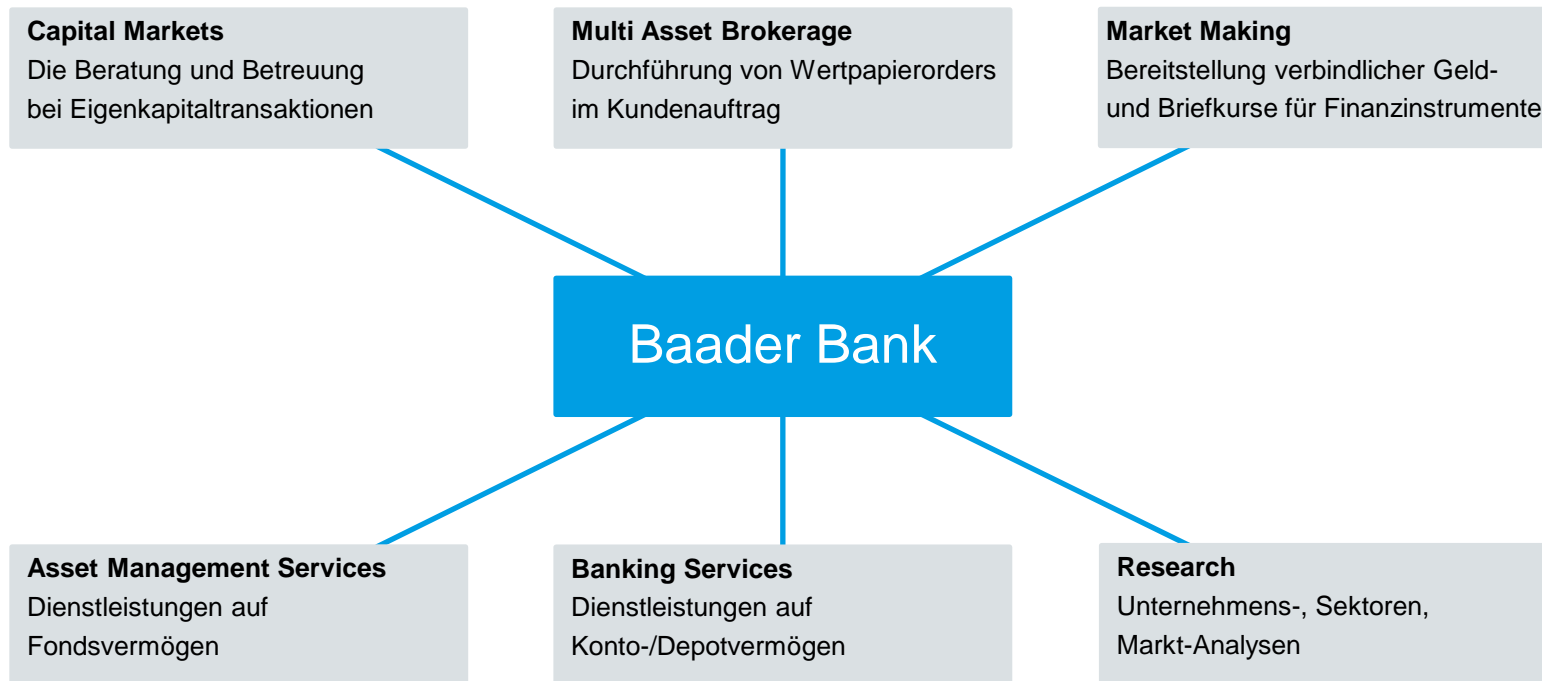 Capital Markets
Die Beratung und Betreuung
bei Eigenkapitaltransaktionen
Multi Asset Brokerage
Durchführung von Wertpapierorders
im Kundenauftrag
Market Making
Bereitstellung verbindlicher Geld-
und Briefkurse für Finanzinstrumente
Baader Bank
Asset Management Services
Dienstleistungen auf
Fondsvermögen
Banking Services
Dienstleistungen auf
Konto-/Depotvermögen
Research
Unternehmens-, Sektoren,
Markt-Analysen